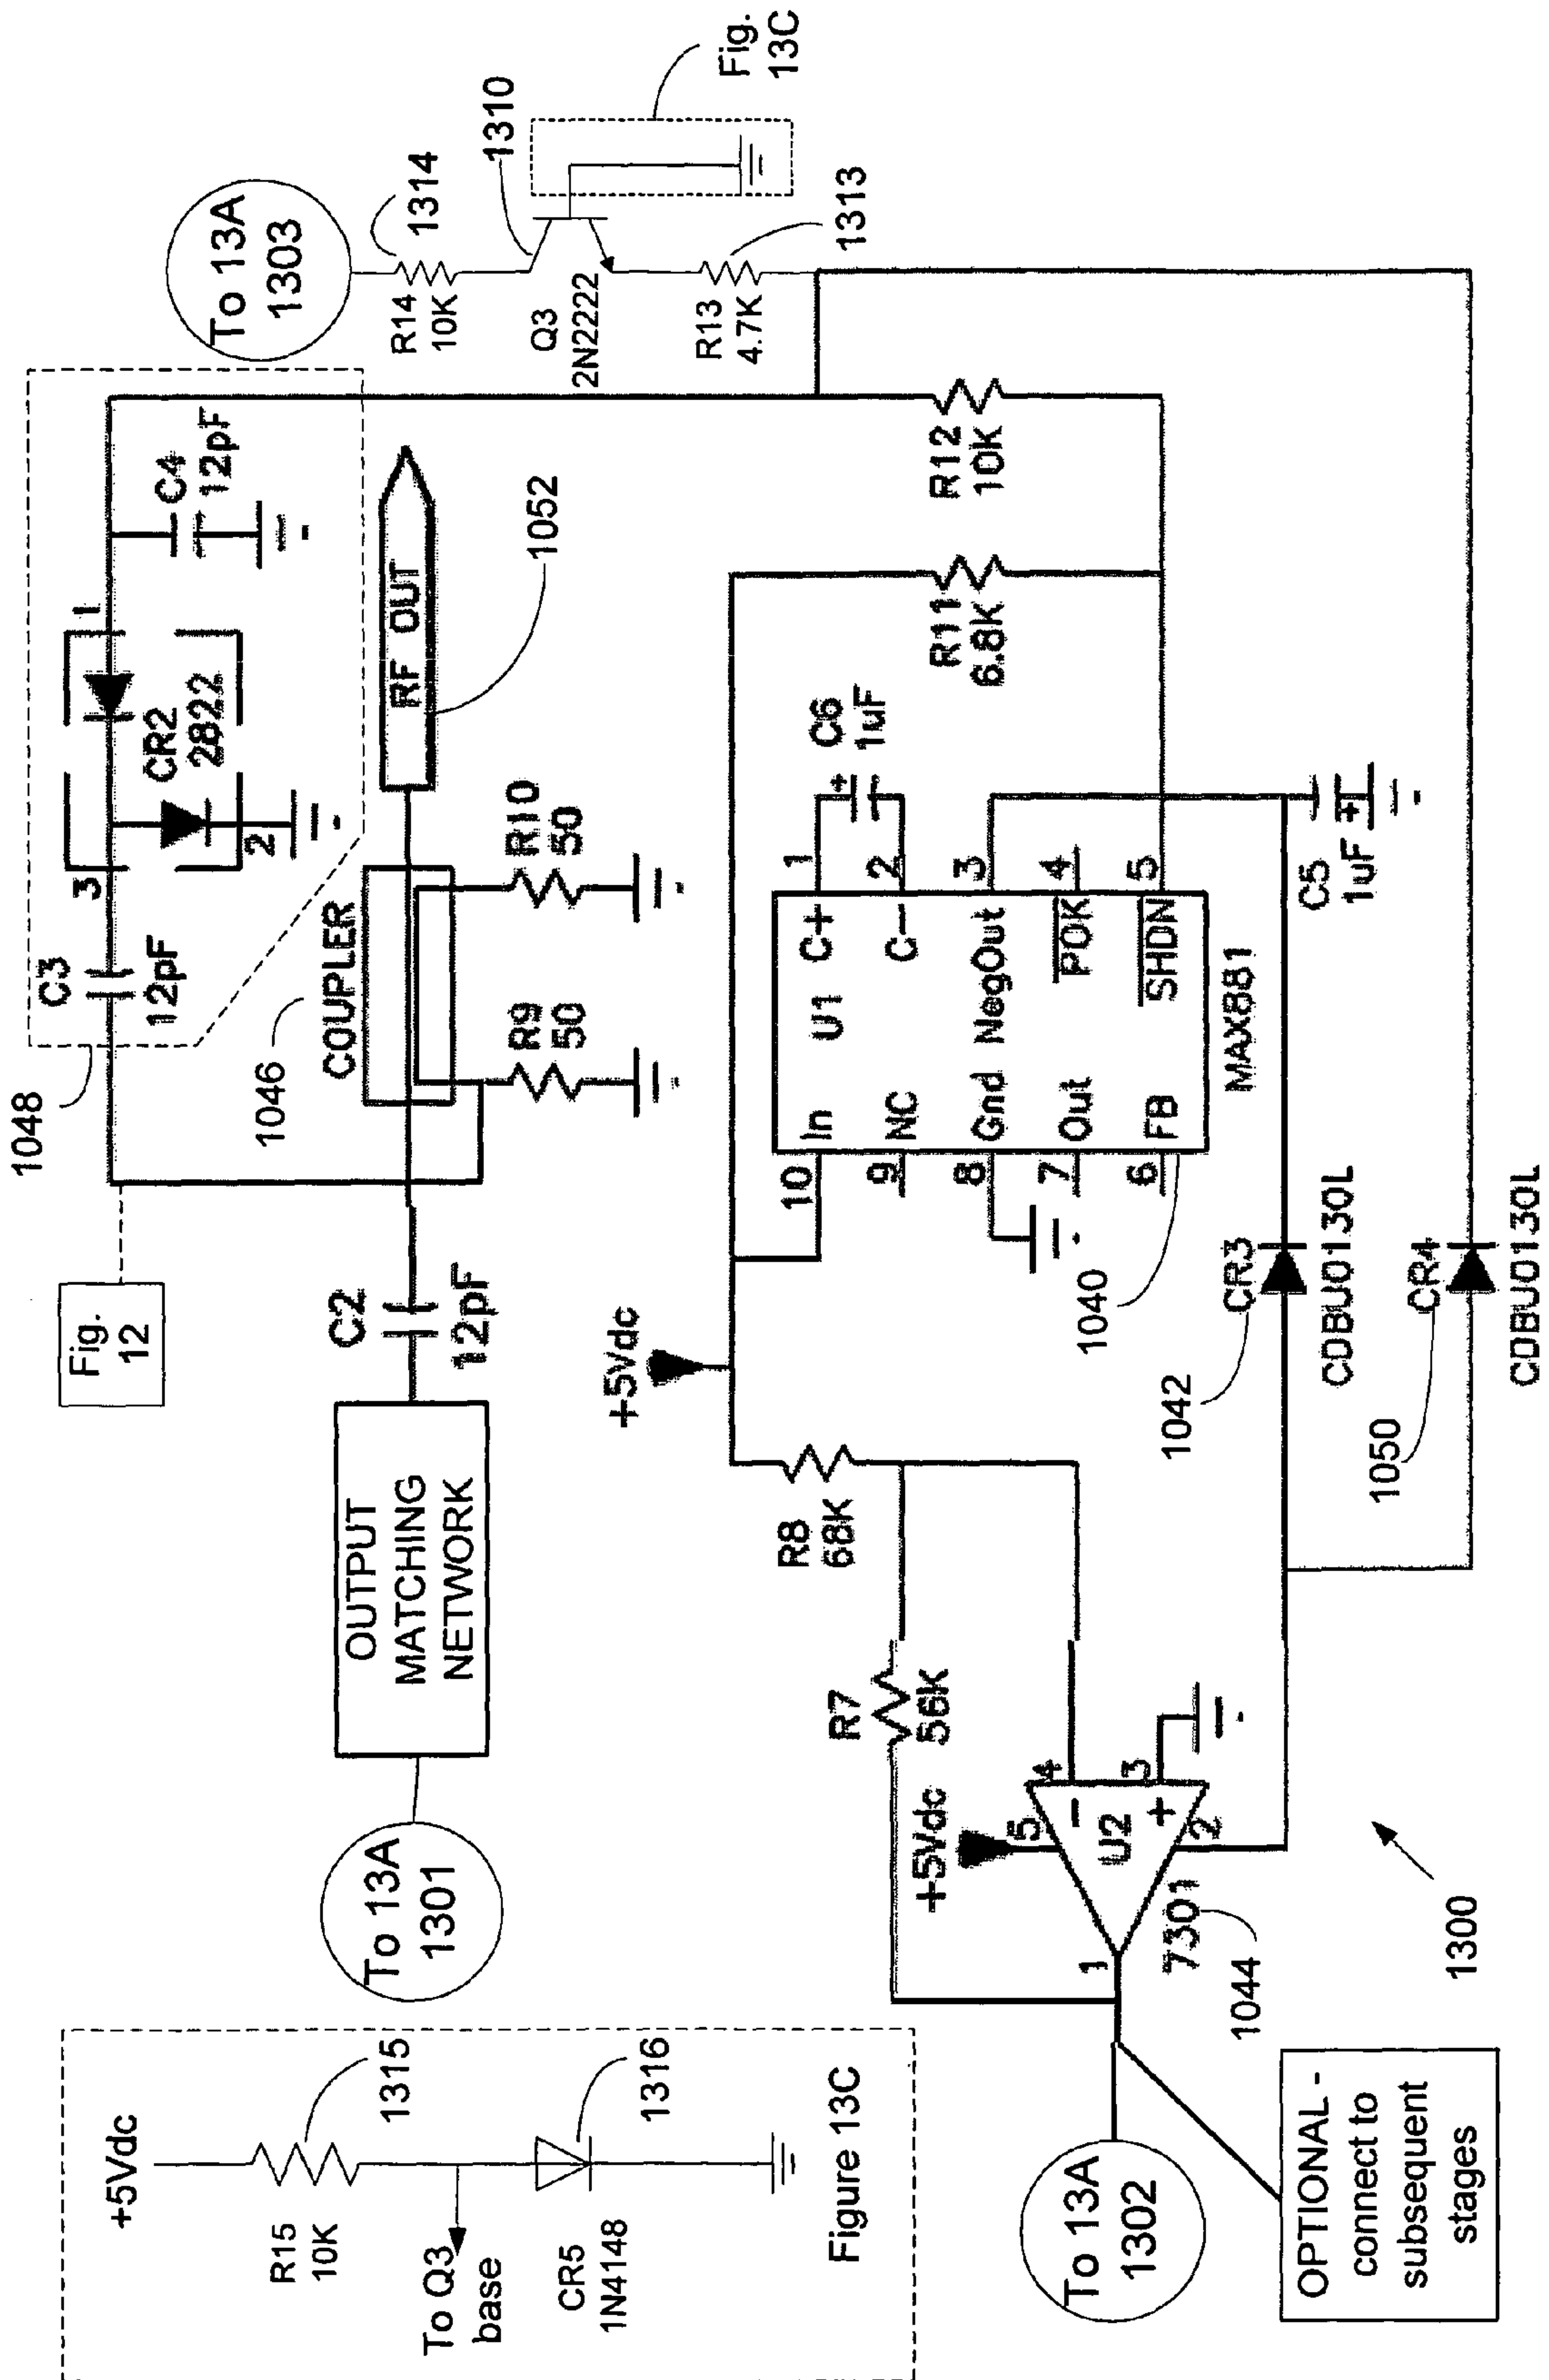 +5Vdc
R15
10K
1315
To Q3
base
CR5
1N4148
1316
Figure 13C
To 13A
1301
OUTPUT
MATCHING
NETWORK
C2
12pF
Fig.
12
1048
C3
12pF
3
1
2
CR2
2822
C4
12pF
1046
COUPLER
R9
50
R10
50
RF OUT
1052
To 13A
1303
R14
10K
1314
1310
Q3
2N2222
Fig.
13C
R13
4.7K
1313
To 13A
1302
OPTIONAL -
connect to
subsequent
stages
+5Vdc
R7
56K
R8
68K
+5Vdc
5
4
3
2
1
U2
−
+
7301
1044
1300
10
In
U1
C+
1
9
NC
C−
2
8
Gnd
NegOut
3
7
Out
POK
4
6
FB
SHDN
5
MAX881
1040
C6
1uF
+
R11
6.8K
R12
10K
C5
1uF
+
1042
CR3
CDBU0130L
1050
CR4
CDBU0130L